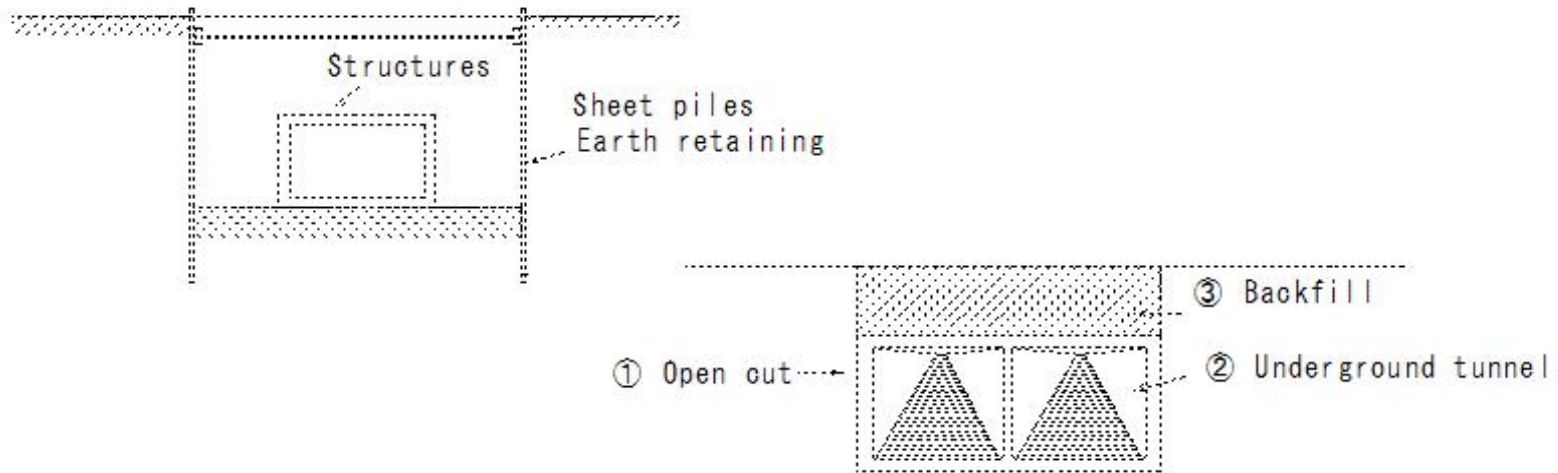 Structures
Sheet piles
Earth retaining
③ Backfill
① Open cut
② Underground tunnel